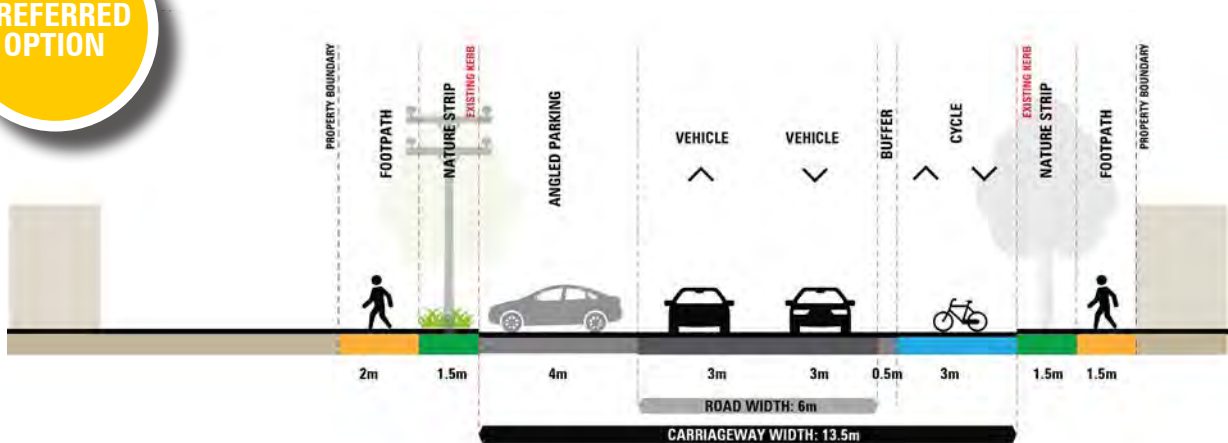 REFERRED
OPTION
PROPERTY BOUNDARY
FOOTPATH
NATURE STRIP
EXISTING KERB
ANGLED PARKING
VEHICLE
VEHICLE
BUFFER
CYCLE
EXISTING KERB
NATURE STRIP
FOOTPATH
PROPERTY BOUNDARY
2m
1.5m
4m
3m
3m
0.5m
3m
1.5m
1.5m
ROAD WIDTH: 6m
CARRIAGEWAY WIDTH: 13.5m